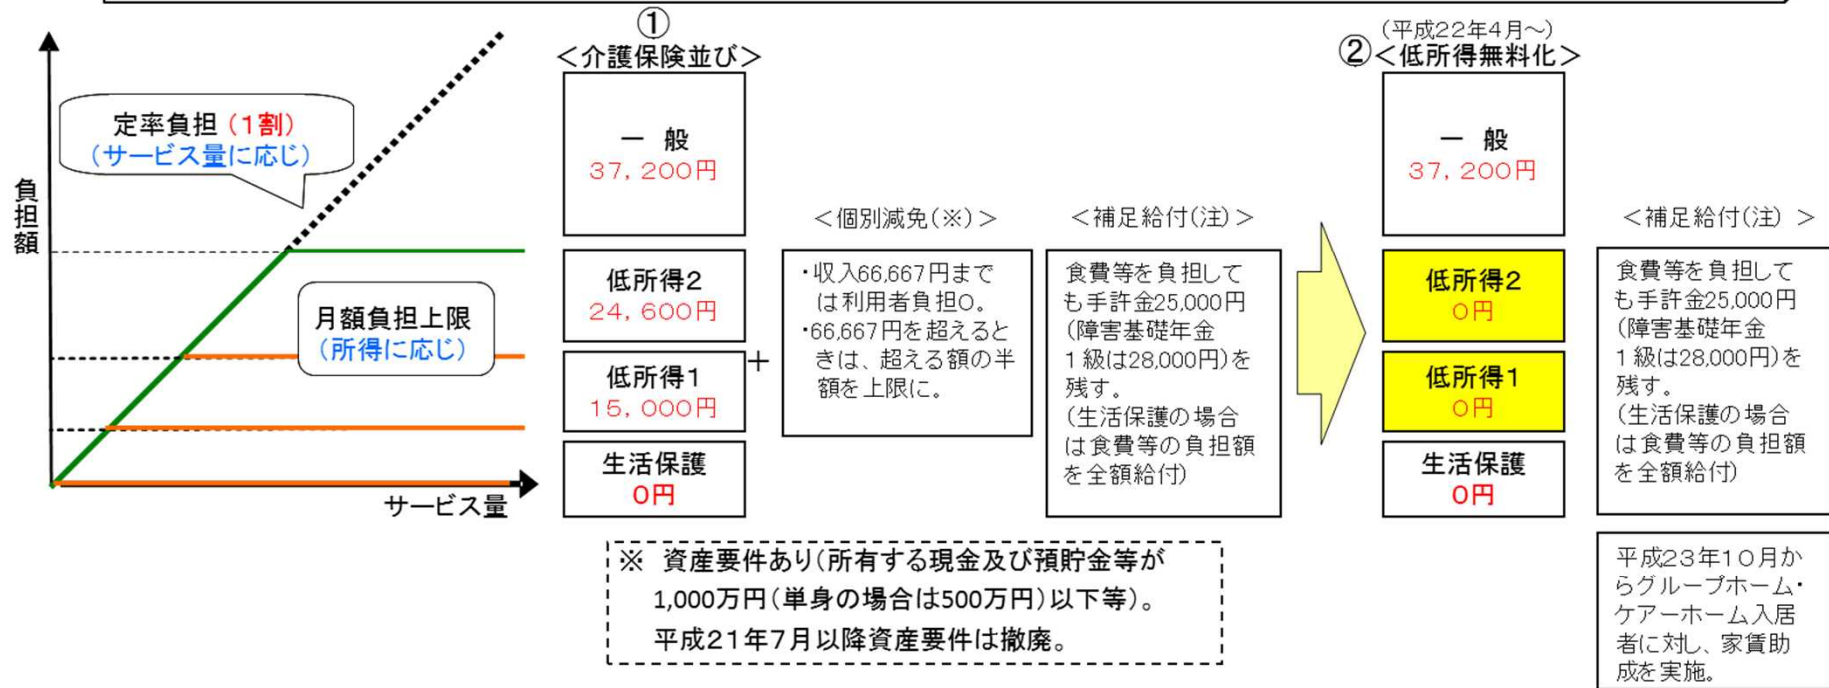 負担額
定率負担（１割）
（サービス量に応じ）
月額負担上限
（所得に応じ）
サービス量
①
＜介護保険並び＞
一 般
３７，２００円
低所得２
２４，６００円
低所得１
１５，０００円
生活保護
０円
＋
＜個別減免（※）＞
・収入66,667円まで
は利用者負担０。
・66,667円を超えると
きは、超える額の半
額を上限に。
＜補足給付（注）＞
食費等を負担して
も手許金25,000円
（障害基礎年金
１級は28,000円）を
残す。
（生活保護の場合
は食費等の負担額
を全額給付）
（平成２２年４月～）
②＜低所得無料化＞
一 般
３７，２００円
低所得２
０円
低所得１
０円
生活保護
０円
＜補足給付（注） ＞
食費等を負担して
も手許金25,000円
（障害基礎年金
１級は28,000円）を
残す。
（生活保護の場合
は食費等の負担額
を全額給付）
平成２３年１０月か
らグループホーム・
ケアーホーム入居
者に対し、家賃助
成を実施。
※ 資産要件あり（所有する現金及び預貯金等が
1,000万円（単身の場合は500万円）以下等）。
平成２１年７月以降資産要件は撤廃。